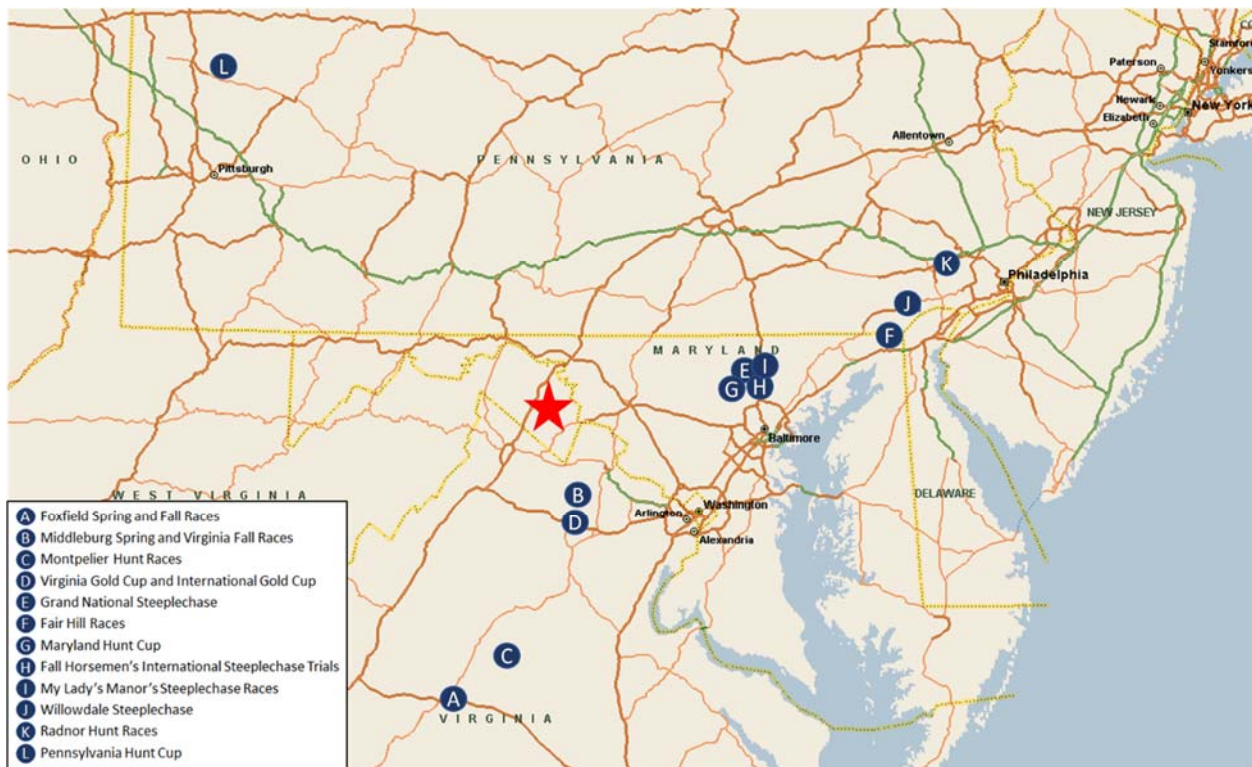 CO
Stamford
Paterson
Yonkers
L
Newark
New York
Elizabeth
Allentown
OHIO
PENNSYLVANIA
Pittsburgh
NEW JERSEY
K
Philadelphia
J
F
MARYLAND
E
I
G
H
Baltimore
WEST VIRGINIA
B
D
Arlington
Washington
Alexandria
DELAWARE
C
A
VIRGINIA
A Foxfield Spring and Fall Races
B Middleburg Spring and Virginia Fall Races
C Montpelier Hunt Races
D Virginia Gold Cup and International Gold Cup
E Grand National Steeplechase
F Fair Hill Races
G Maryland Hunt Cup
H Fall Horsemen's International Steeplechase Trials
I My Lady's Manor's Steeplechase Races
J Willowdale Steeplechase
K Radnor Hunt Races
L Pennsylvania Hunt Cup